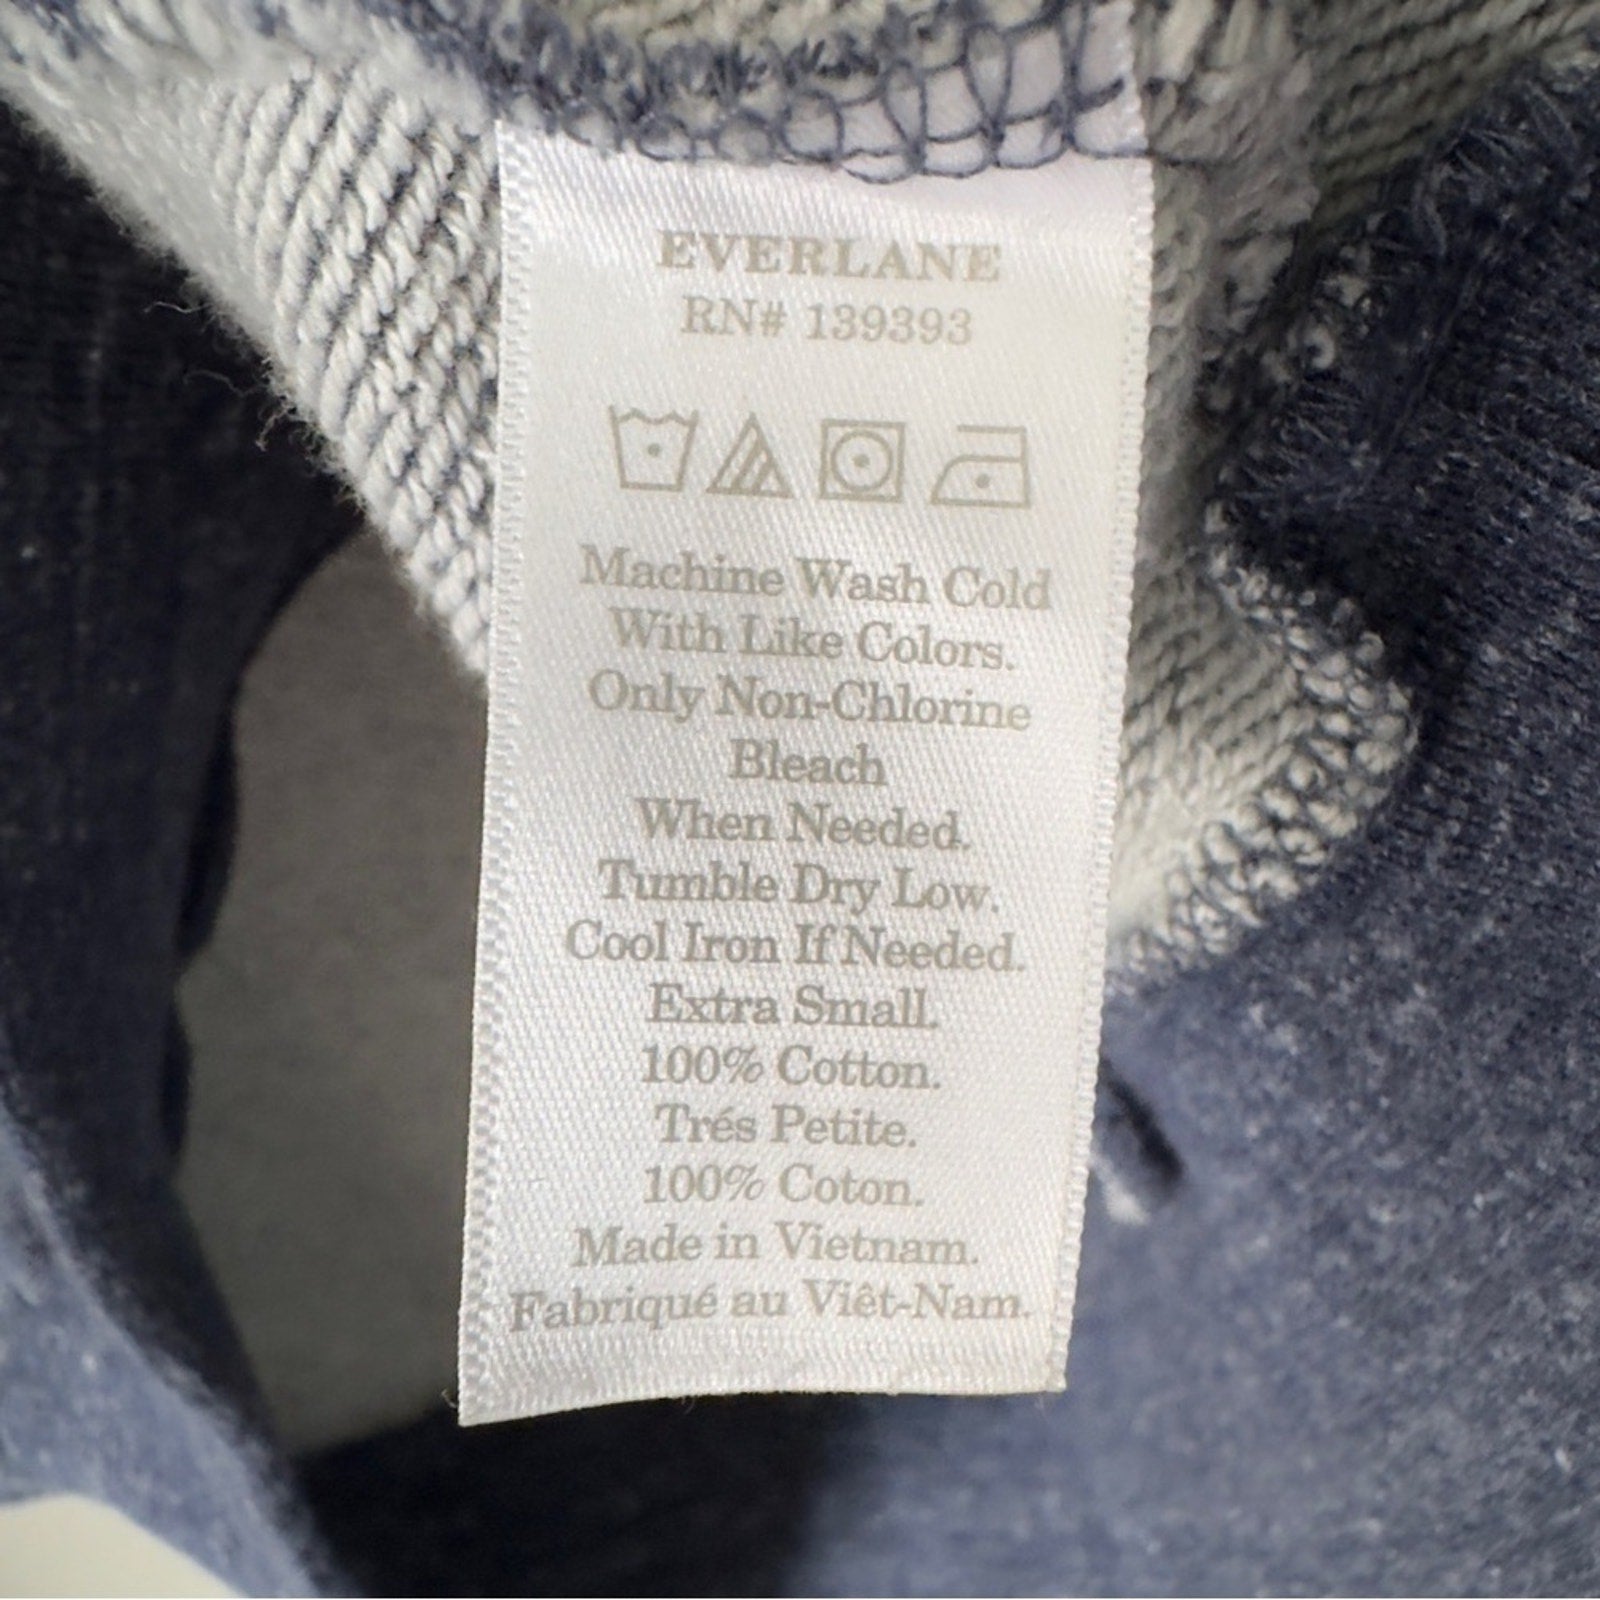 EVERLANE
RN# 139393
Machine Wash Cold
With Like Colors.
Only Non-Chlorine
Bleach
When Needed.
Tumble Dry Low.
Cool Iron If Needed.
Extra Small.
100% Cotton.
Trés Petite.
100% Coton.
Made in Vietnam.
Fabriqué au Viêt-Nam.